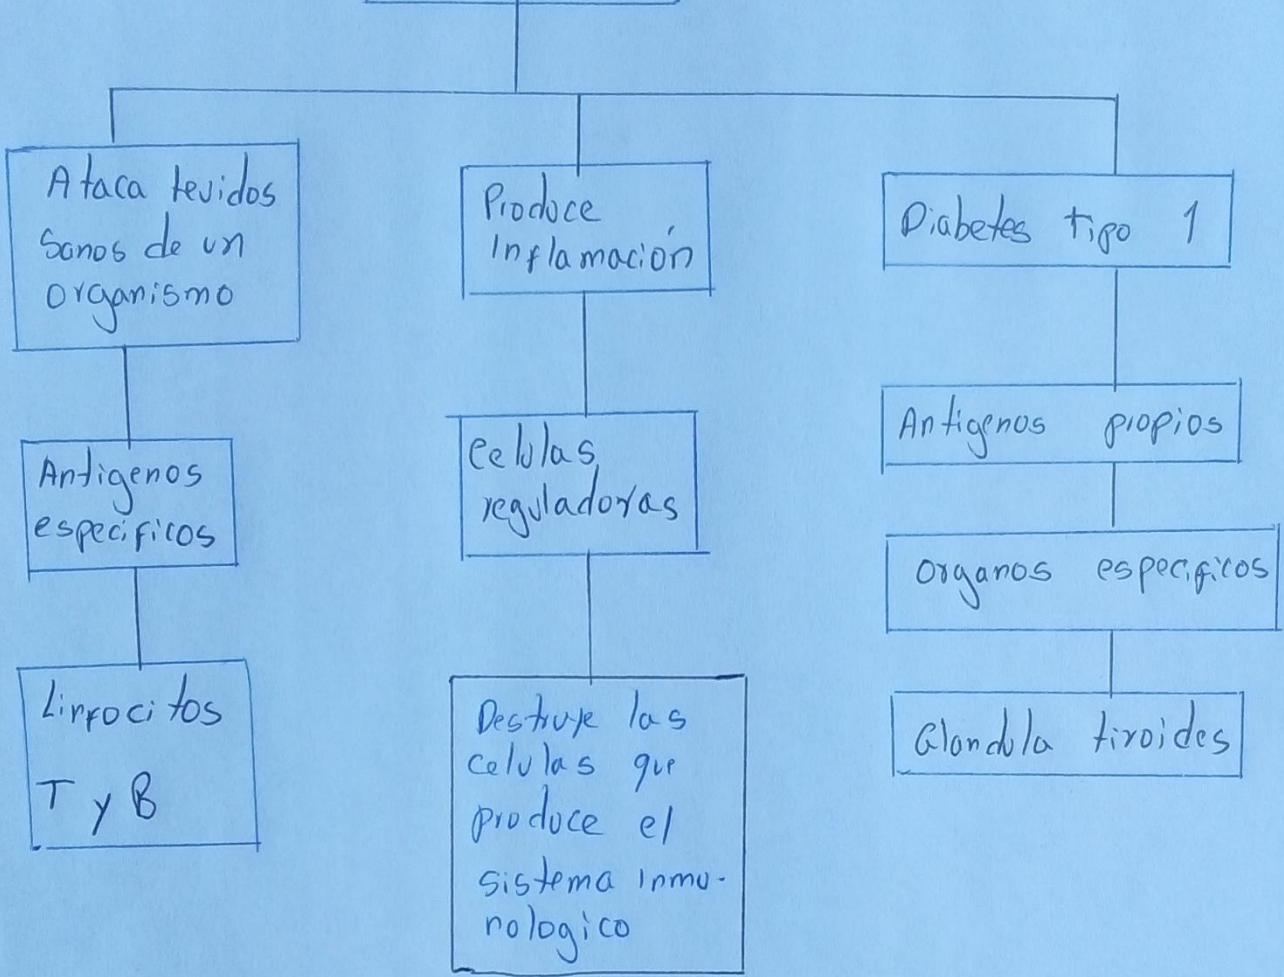 Ataca tevidos
Sanos de un
organismo
Antigenos
especificos
Linfocitos
T y B
Produce
Inflamación
Celulas
reguladoras
Destruye las
celulas que
produce el
sistema inmu-
nologico
Diabetes tipo 1
Antigenos propios
Organos especificos
Glandula tiroides